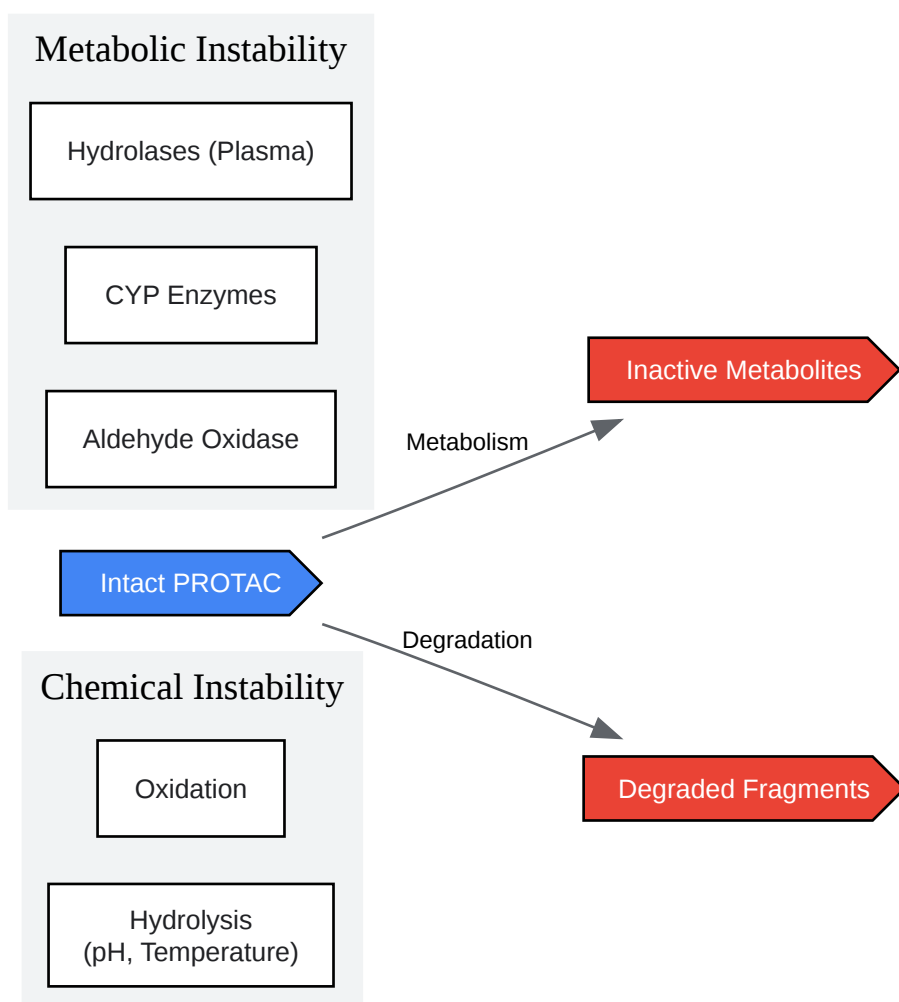 Metabolic Instability
Hydrolases (Plasma)
CYP Enzymes
Aldehyde Oxidase
Inactive Metabolites
Metabolism
Intact PROTAC
Degradation
Chemical Instability
Oxidation
Degraded Fragments
Hydrolysis
(pH, Temperature)